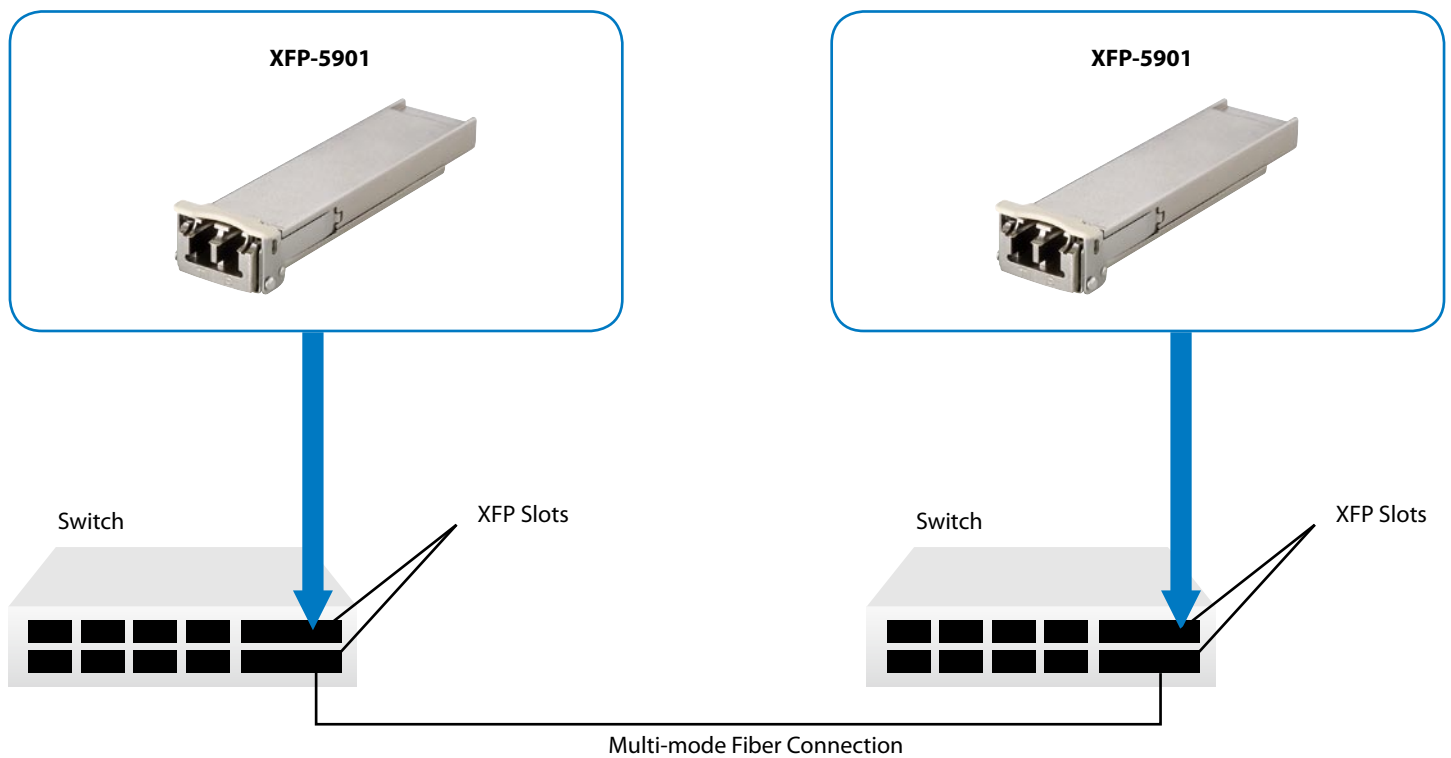 XFP-5901
XFP-5901
Switch
XFP Slots
Switch
XFP Slots
Multi-mode Fiber Connection